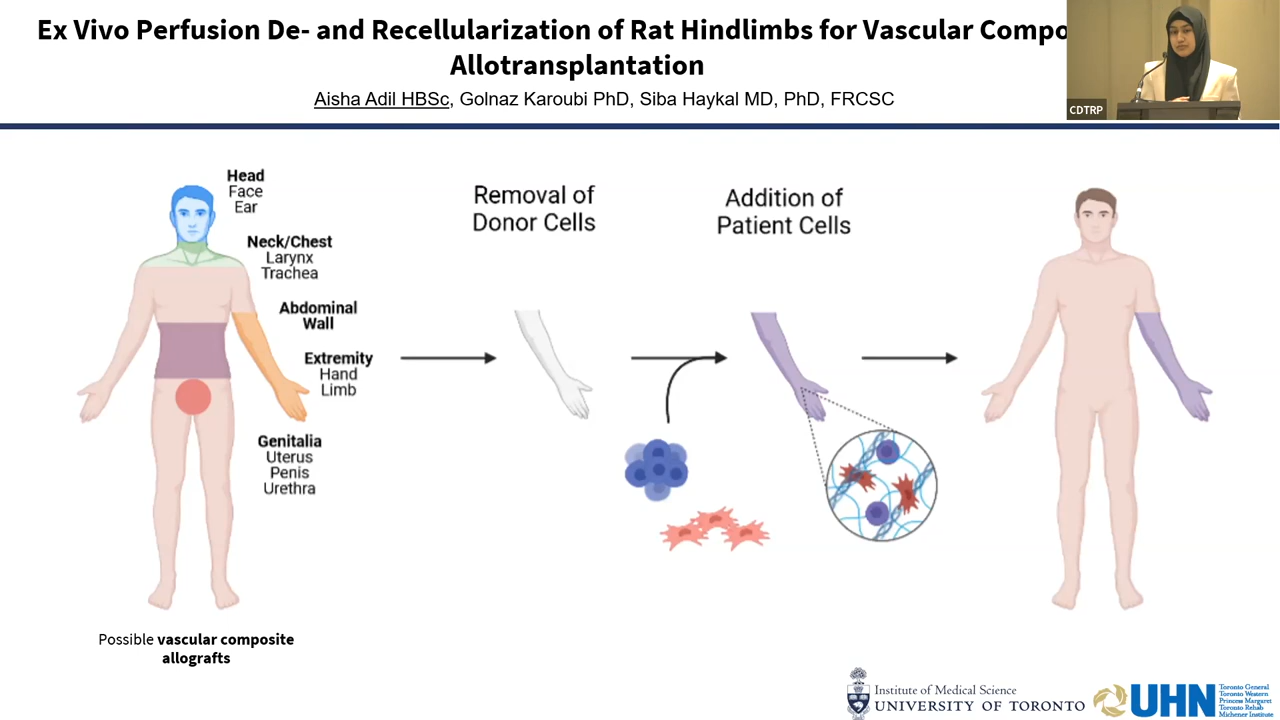 Ex Vivo Perfusion De- and Recellularization of Rat Hindlimbs for Vascular Compo
Allotransplantation
Aisha Adil HBSc, Golnaz Karoubi PhD, Siba Haykal MD, PhD, FRCSC
CDTRP
Head
Face
Ear
Neck/Chest
Larynx
Trachea
Abdominal
Wall
Extremity
Hand
Limb
Genitalia
Uterus
Penis
Urethra
Removal of
Donor Cells
Addition of
Patient Cells
Possible vascular composite
allografts
Institute of Medical Science
UNIVERSITY OF TORONTO
UHN
Toronto General
Toronto Western
Princess Margaret
Toronto Rehab
Michener Institute